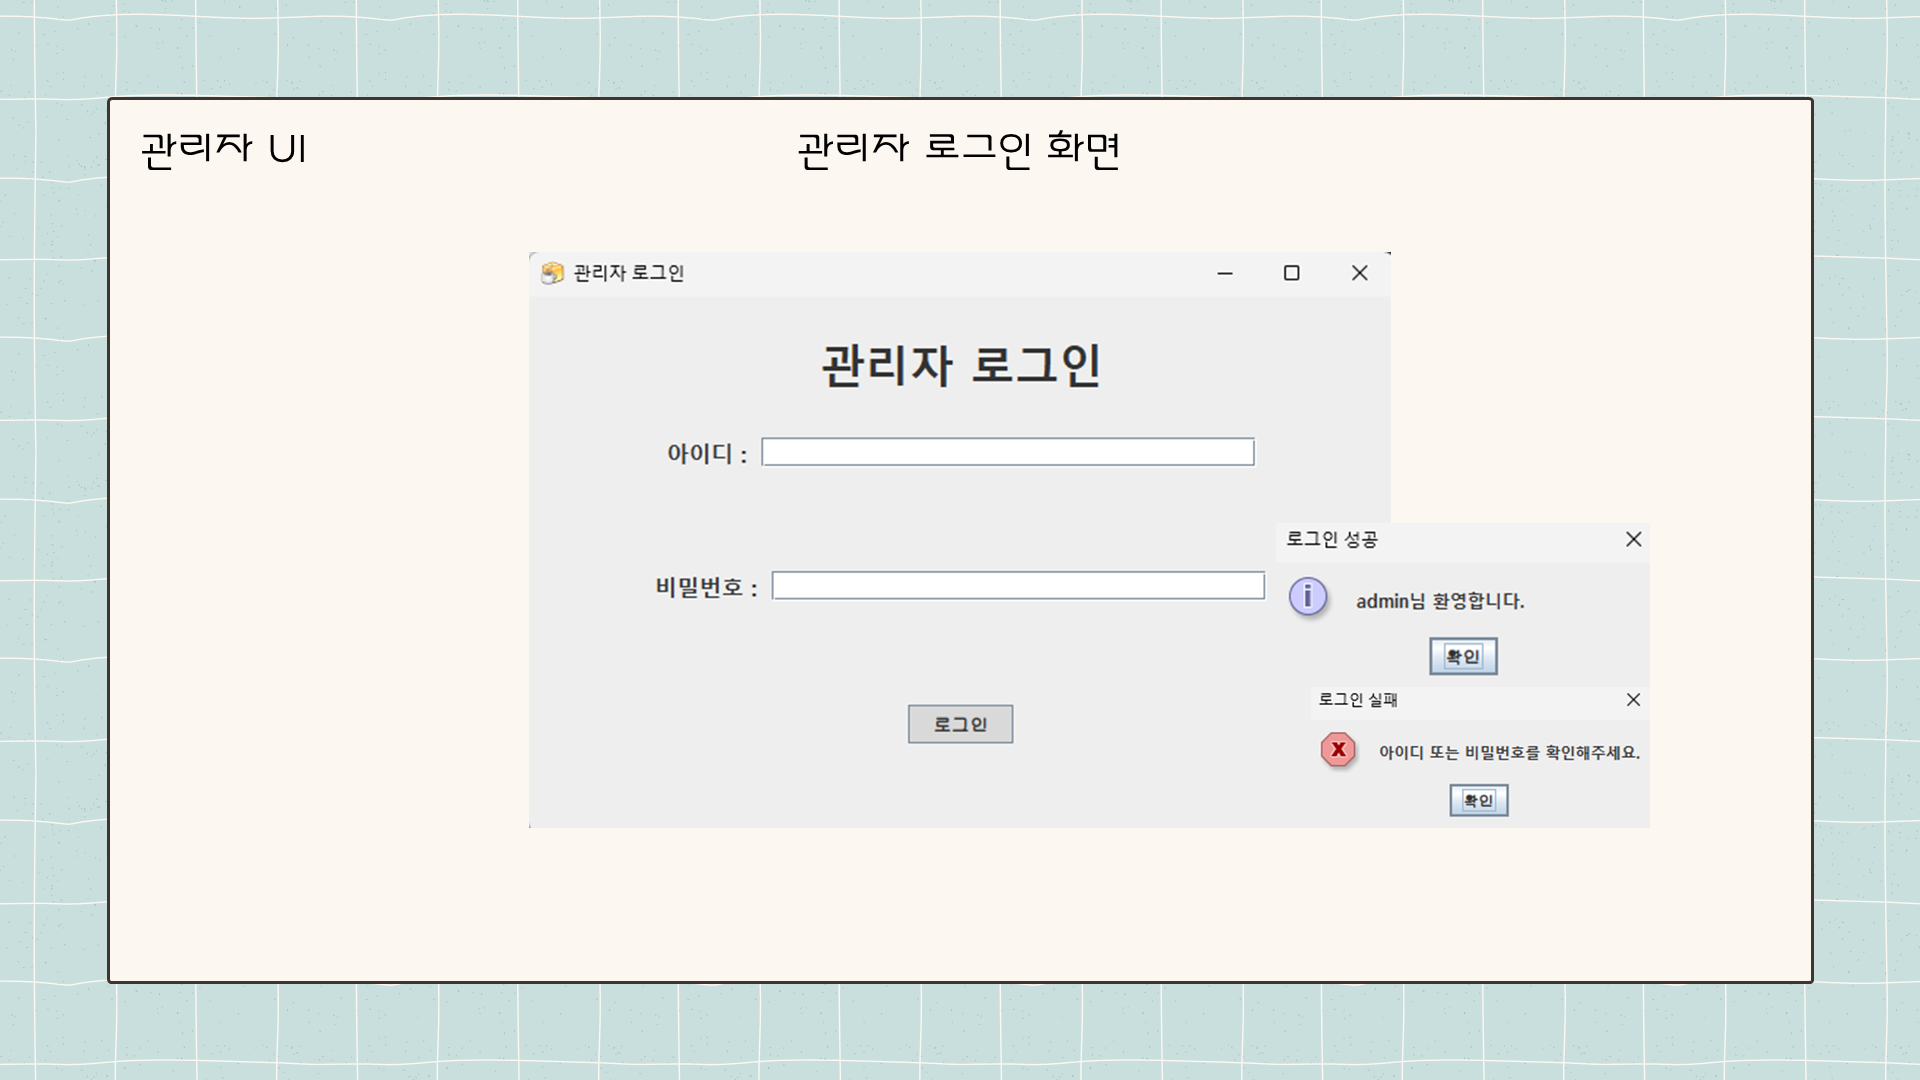 관리자 UI
관리자 로그인 화면
관리자 로그인
관리자 로그인
아이디 :
비밀번호 :
로그인
로그인 성공
i
admin님 환영합니다.
확인
로그인 실패
X
아이디 또는 비밀번호를 확인해주세요.
확인